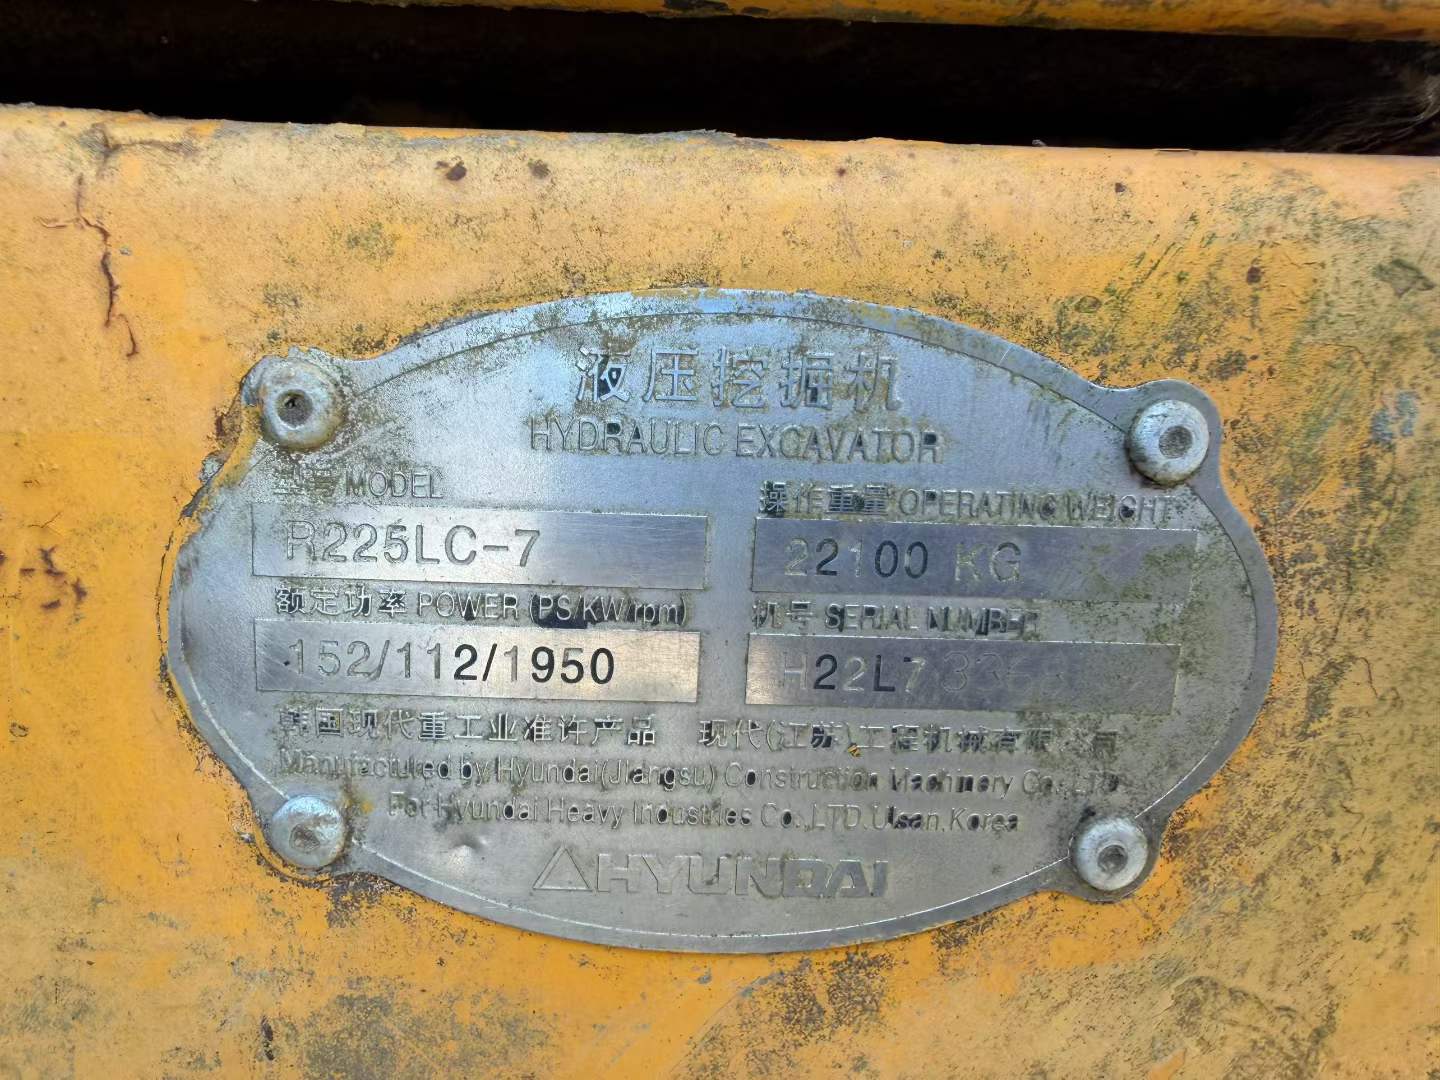 液压挖掘机
HYDRAULIC EXCAVATOR
型号 MODEL
操作重量 OPERATING WEIGHT
R225LC-7
22100 KG
额定功率 POWER (PS/KW/rpm)
机号 SERIAL NUMBER
152/112/1950
韩国现代重工业准许产品 现代(江苏)工程机械有限公司
Manufactured by Hyundai(Jiangsu) Construction Machinery Co., LTD
For Hyundai Heavy Industries Co.,LTD.Ulsan,Korea
HYUNDAI